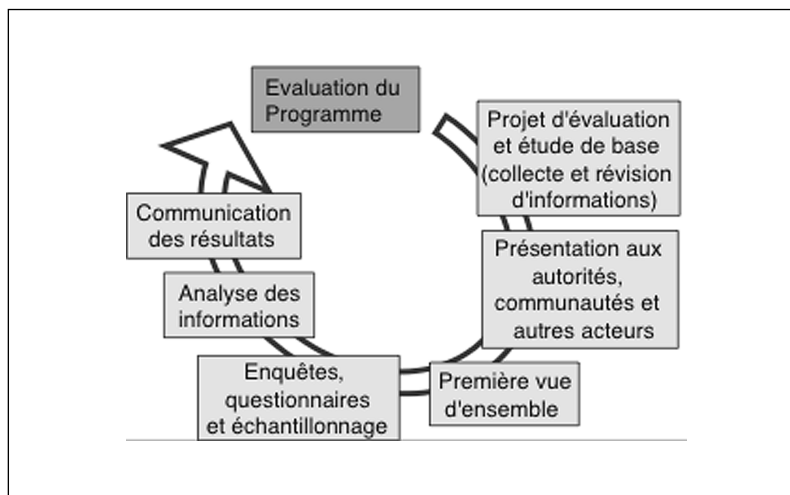 Evaluation du
Programme
Projet d'évaluation
et étude de base
(collecte et révision
d'informations)
Présentation aux
autorités,
communautés et
autres acteurs
Première vue
d'ensemble
Enquêtes,
questionnaires
et échantillonnage
Analyse des
informations
Communication
des résultats